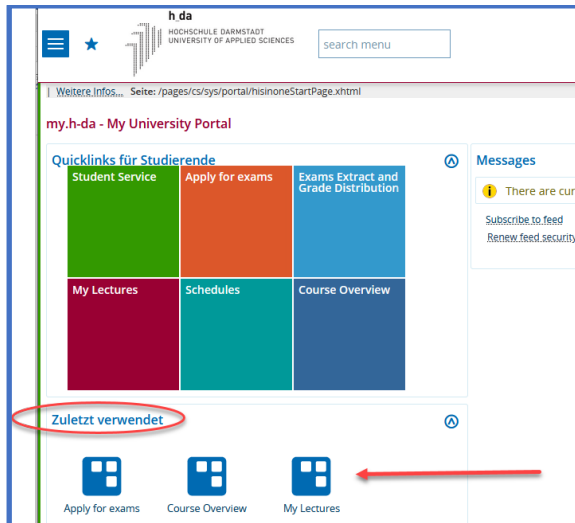 h_da
HOCHSCHULE DARMSTADT
UNIVERSITY OF APPLIED SCIENCES
search menu
| Weitere Infos... Seite: /pages/cs/sys/portal/hisinoneStartPage.xhtml
my.h-da - My University Portal
Quicklinks für Studierende
Messages
Student Service
Apply for exams
Exams Extract and
Grade Distribution
There are cur
Subscribe to feed
Renew feed security
My Lectures
Schedules
Course Overview
Zuletzt verwendet
Apply for exams
Course Overview
My Lectures